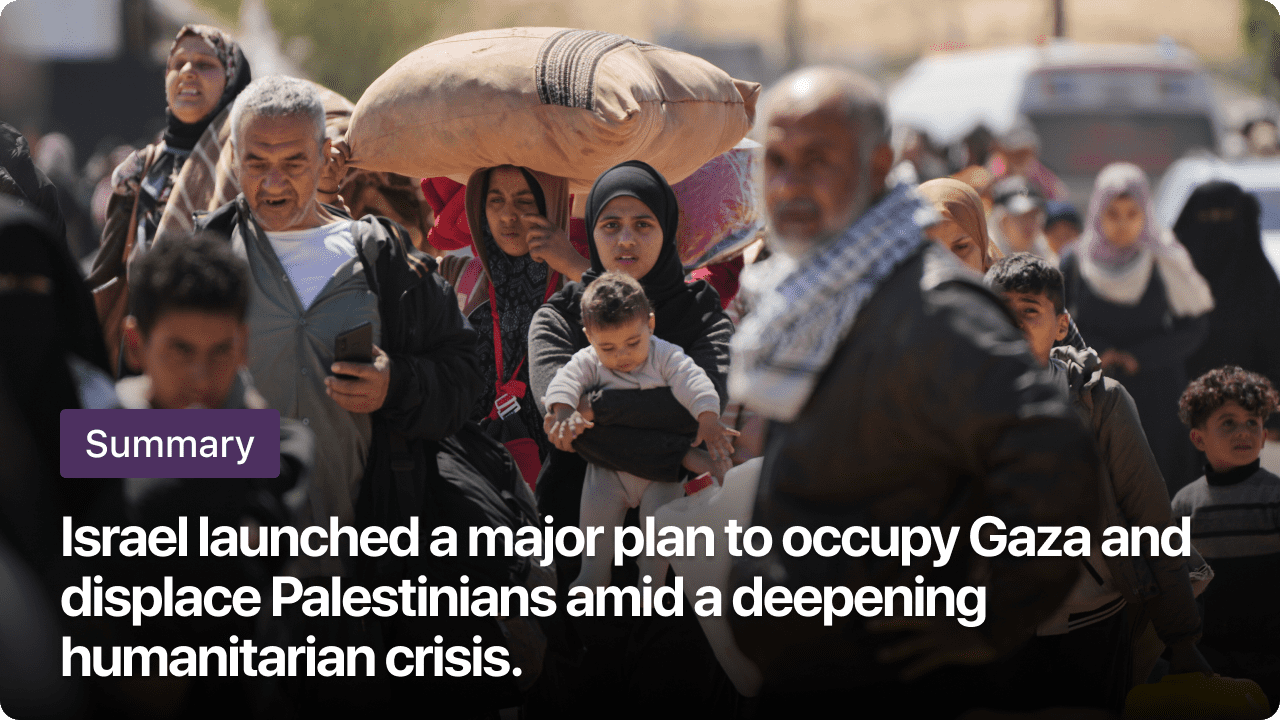 Summary
Israel launched a major plan to occupy Gaza and
displace Palestinians amid a deepening
humanitarian crisis.